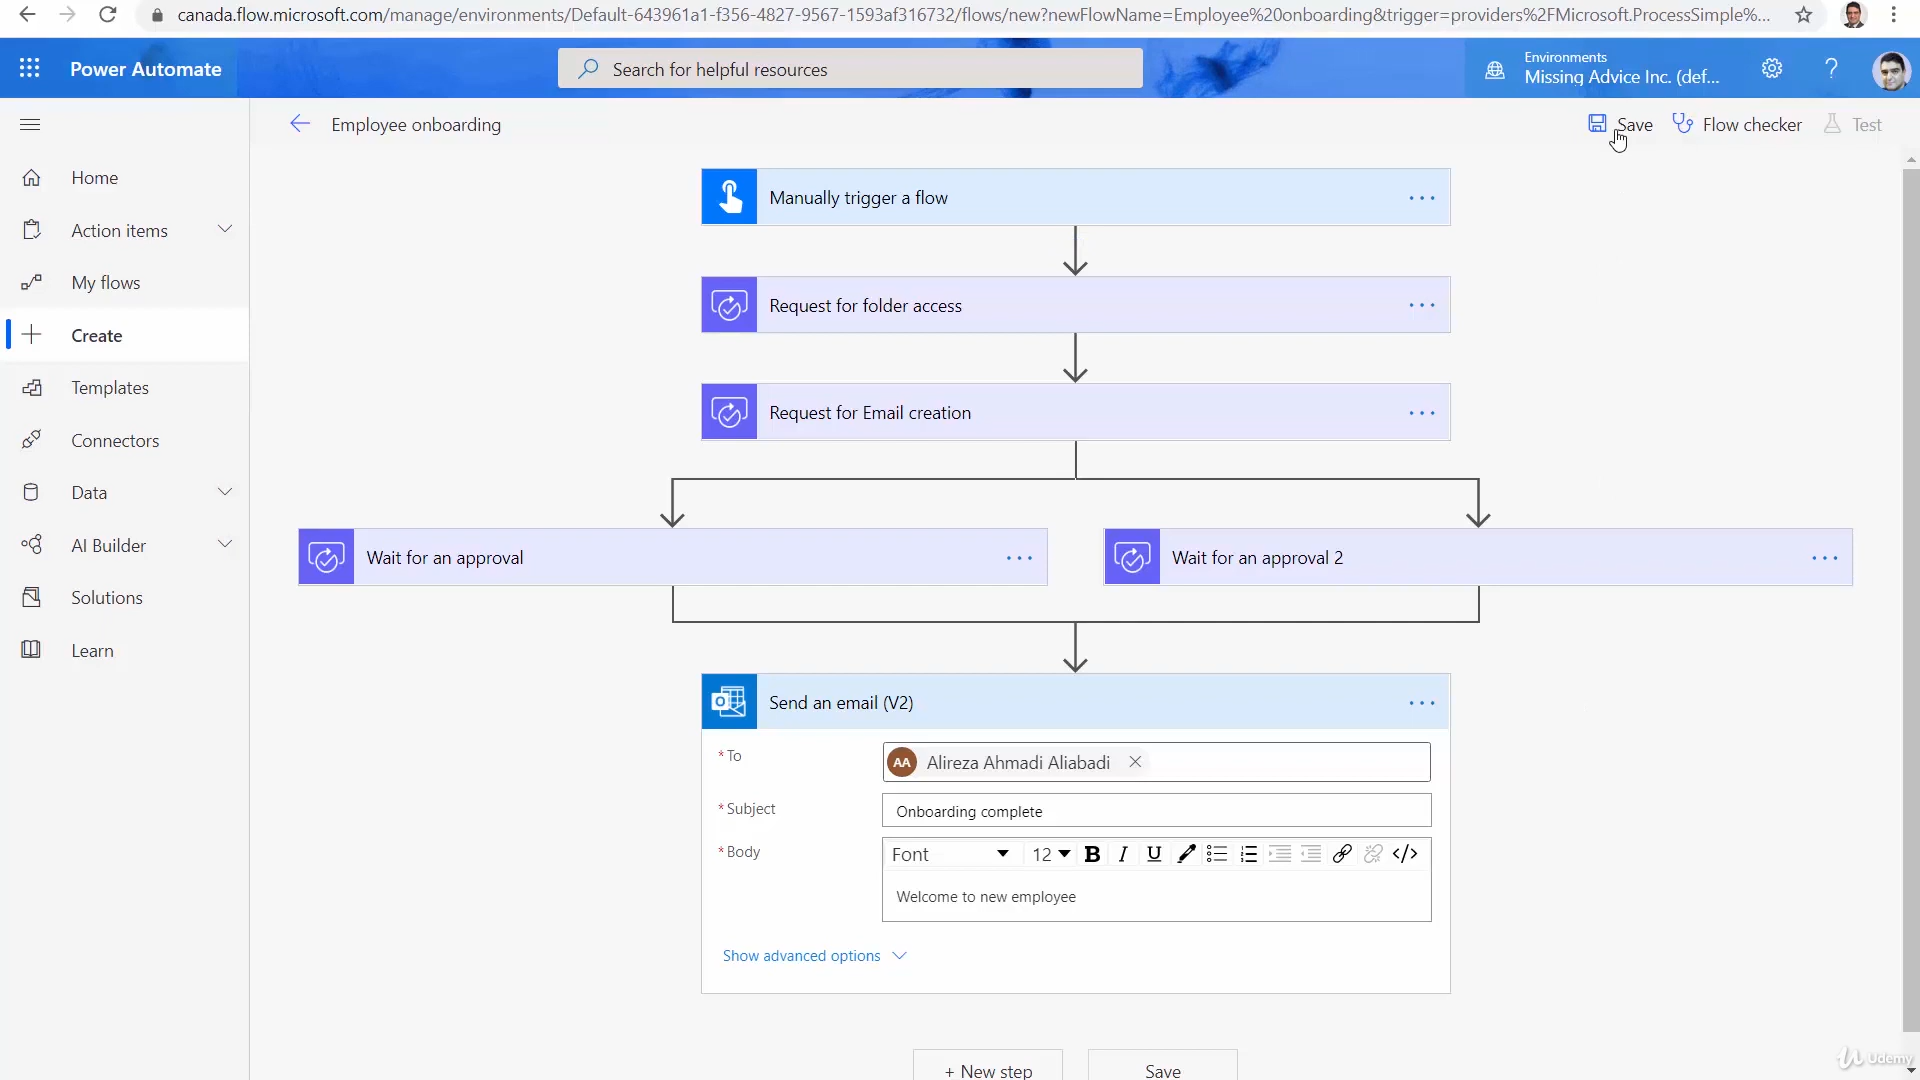 canada.flow.microsoft.com/manage/environments/Default-643961a1-f356-4827-9567-1593af316732/flows/new?newFlowName=Employee%20onboarding&trigger=providers%2FMicrosoft.ProcessSimple%...
Power Automate
Search for helpful resources
Environments
Missing Advice Inc. (def...
?
Employee onboarding
Save
Flow checker
Test
Home
Action items
My flows
Create
Templates
Connectors
Data
AI Builder
Solutions
Learn
Manually trigger a flow
Request for folder access
Request for Email creation
Wait for an approval
Wait for an approval 2
Send an email (V2)
* To
AA Alireza Ahmadi Aliabadi
* Subject
Onboarding complete
* Body
Font 12 B I U </>
Welcome to new employee
Show advanced options
+ New step
Save
Udemy